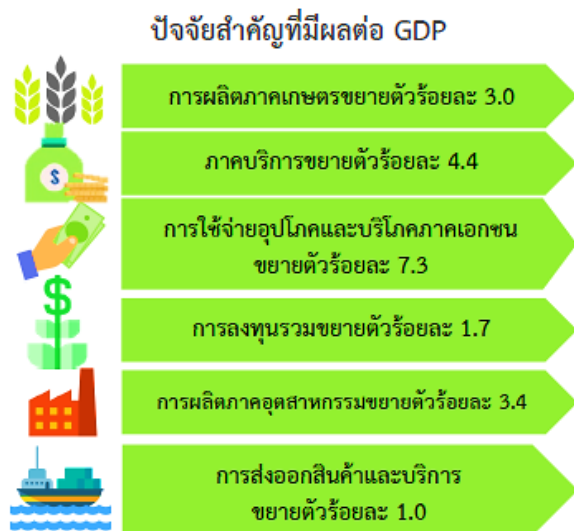 ปัจจัยสำคัญที่มีผลต่อ GDP
การผลิตภาคเกษตรขยายตัวร้อยละ 3.0
$
ภาคบริการขยายตัวร้อยละ 4.4
การใช้จ่ายอุปโภคและบริโภคภาคเอกชน
ขยายตัวร้อยละ 7.3
$
การลงทุนรวมขยายตัวร้อยละ 1.7
การผลิตภาคอุตสาหกรรมขยายตัวร้อยละ 3.4
การส่งออกสินค้าและบริการ
ขยายตัวร้อยละ 1.0